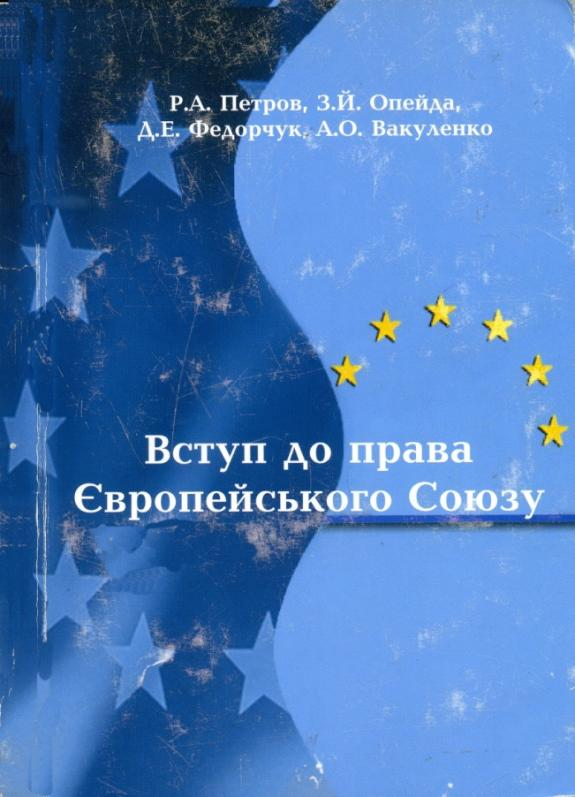 Р.А. Петров, З.Й. Опейда,
Д.Е. Федорчук, А.О. Вакуленко
Вступ до права
Європейського Союзу